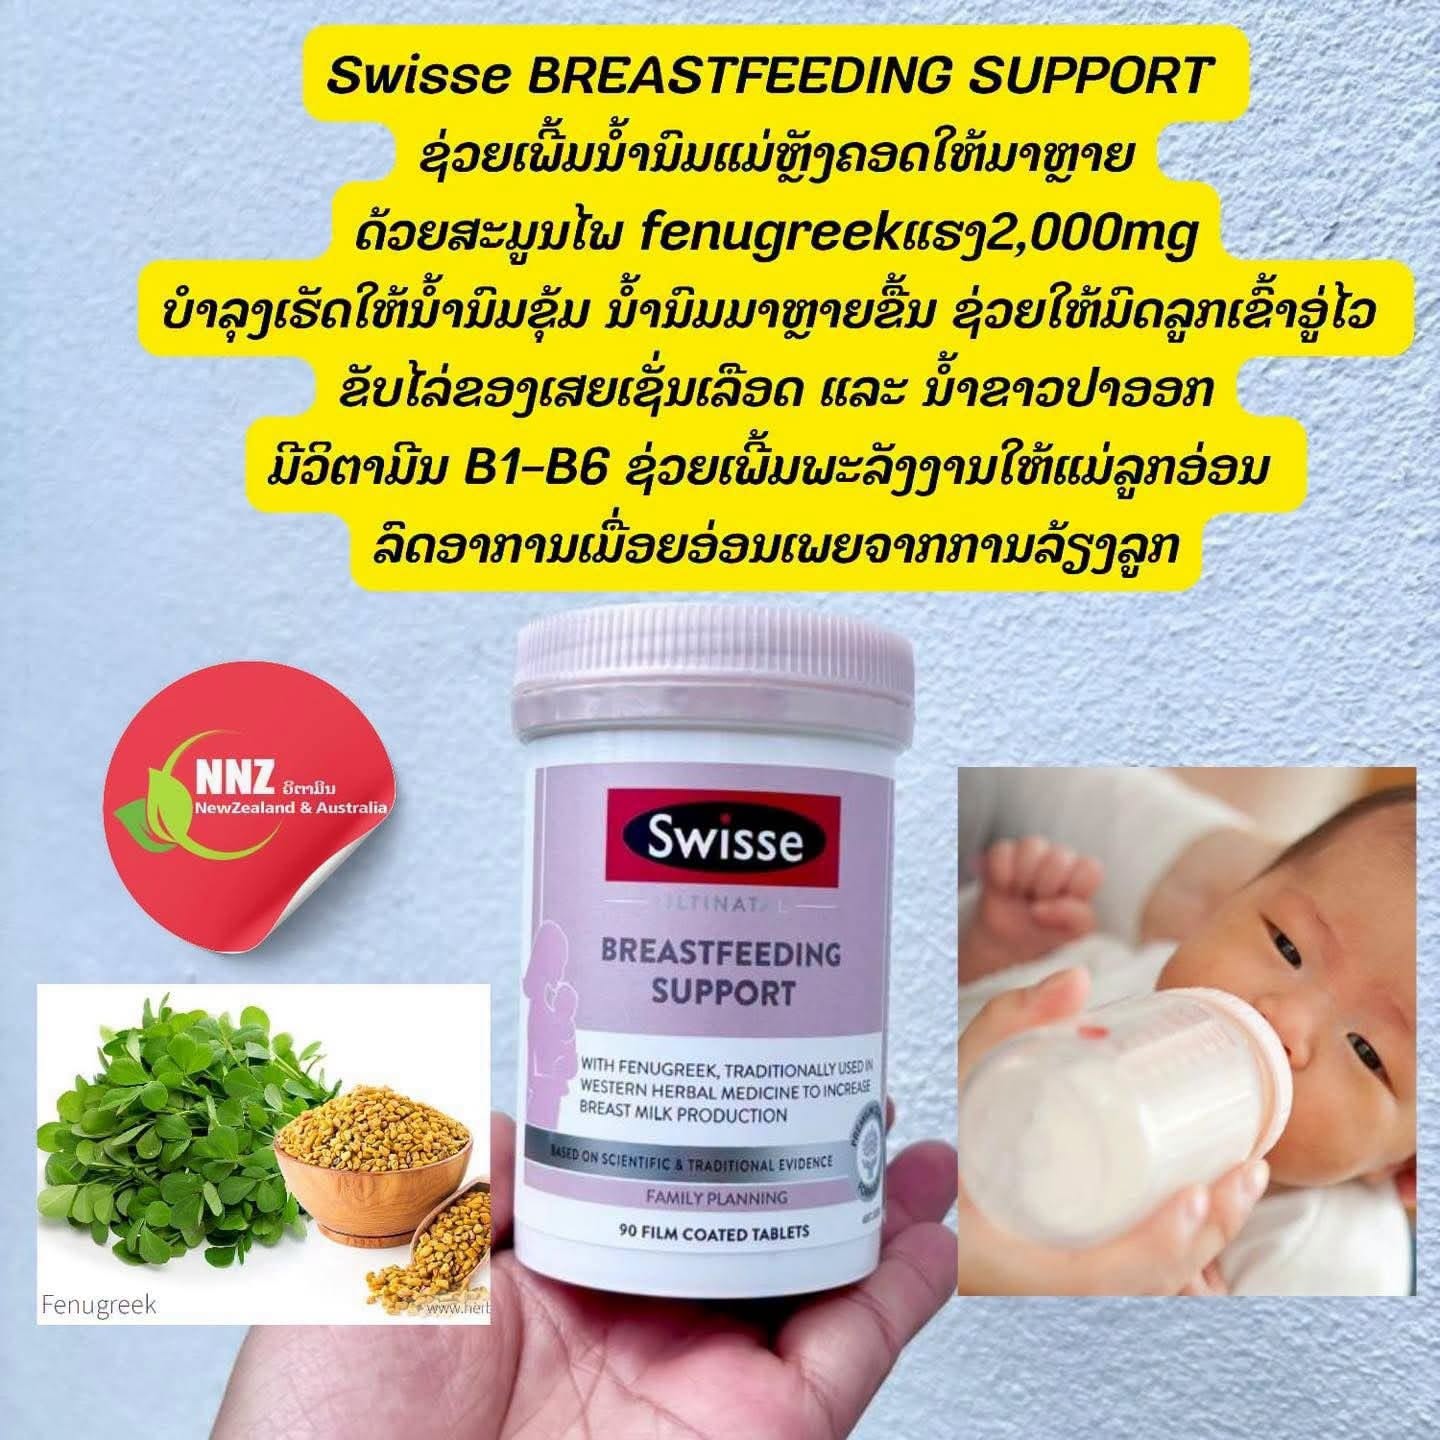 Swisse BREASTFEEDING SUPPORT
ຊ່ວຍເພີ້ມນ້ຳນົມແມ່ຫຼັງຄອດໃຫ້ມາຫຼາຍ
ດ້ວຍສະມູນໄພ fenugreekແຮງ2,000mg
ບຳລຸງເຮັດໃຫ້ນ້ຳນົມຂຸ້ມ ນ້ຳນົມມາຫຼາຍຂື້ນ ຊ່ວຍໃຫ້ມົດລູກເຂົ້າອູ່ໄວ
ຂັບໄລ່ຂອງເສຍເຊັ່ນເລືອດ ແລະ ນ້ຳຂາວປາອອກ
ມີວິຕາມີນ B1-B6 ຊ່ວຍເພີ້ມພະລັງງານໃຫ້ແມ່ລູກອ່ອນ
ລົດອາການເມື່ອຍອ່ອນເພຍຈາກການລ້ຽງລູກ
NNZ ວິຕາມິນ
NewZealand & Australia
Swisse
BREASTFEEDING
SUPPORT
WITH FENUGREEK, TRADITIONALLY USED IN
WESTERN HERBAL MEDICINE TO INCREASE
BREAST MILK PRODUCTION
BASED ON SCIENTIFIC & TRADITIONAL EVIDENCE
FAMILY PLANNING
90 FILM COATED TABLETS
Fenugreek